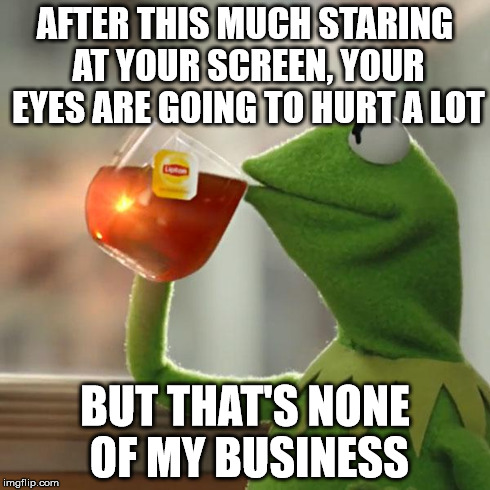 AFTER THIS MUCH STARING
AT YOUR SCREEN, YOUR
EYES ARE GOING TO HURT A LOT
Lipton
BUT THAT'S NONE
OF MY BUSINESS
imgflip.com